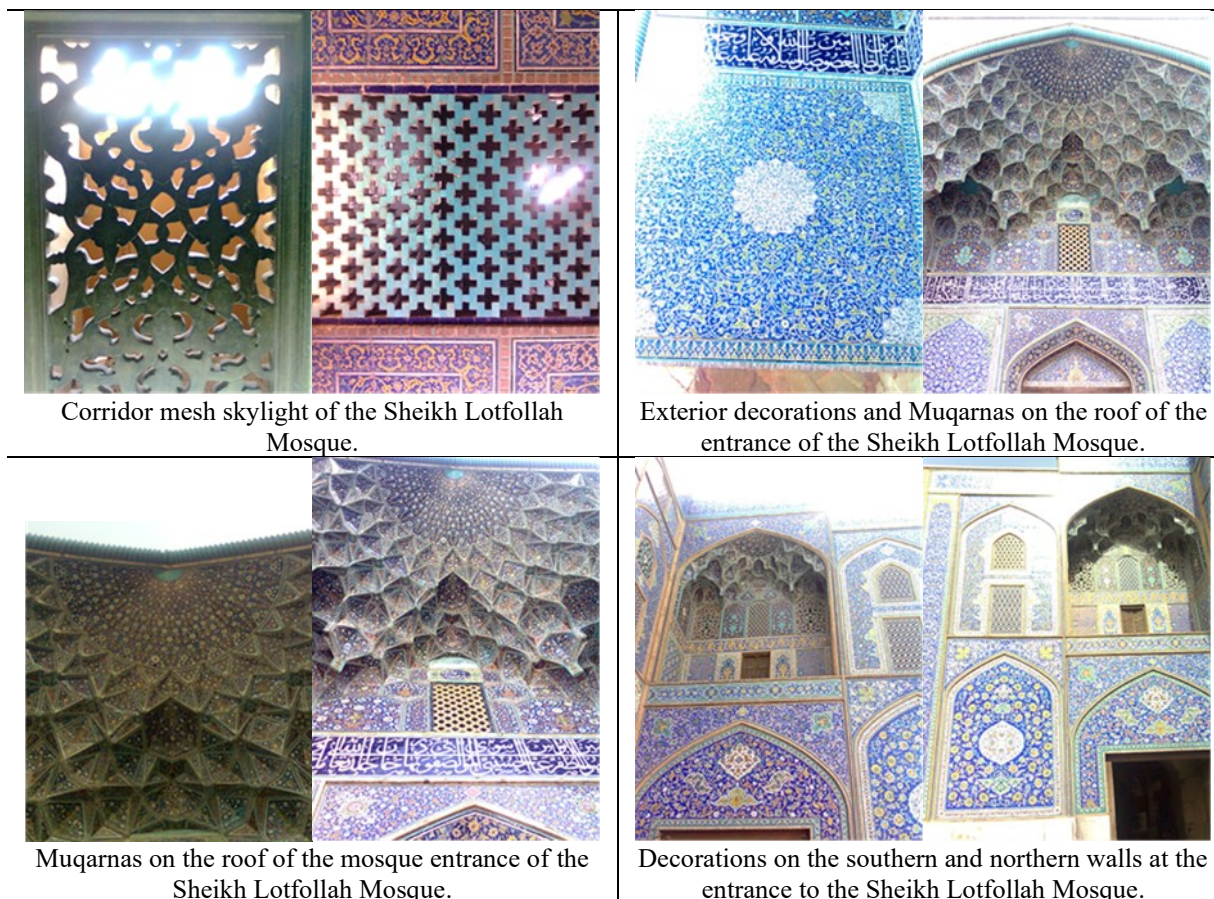 Corridor mesh skylight of the Sheikh Lotfollah
Mosque.
Exterior decorations and Muqarnas on the roof of the
entrance of the Sheikh Lotfollah Mosque.
Muqarnas on the roof of the mosque entrance of the
Sheikh Lotfollah Mosque.
Decorations on the southern and northern walls at the
entrance to the Sheikh Lotfollah Mosque.